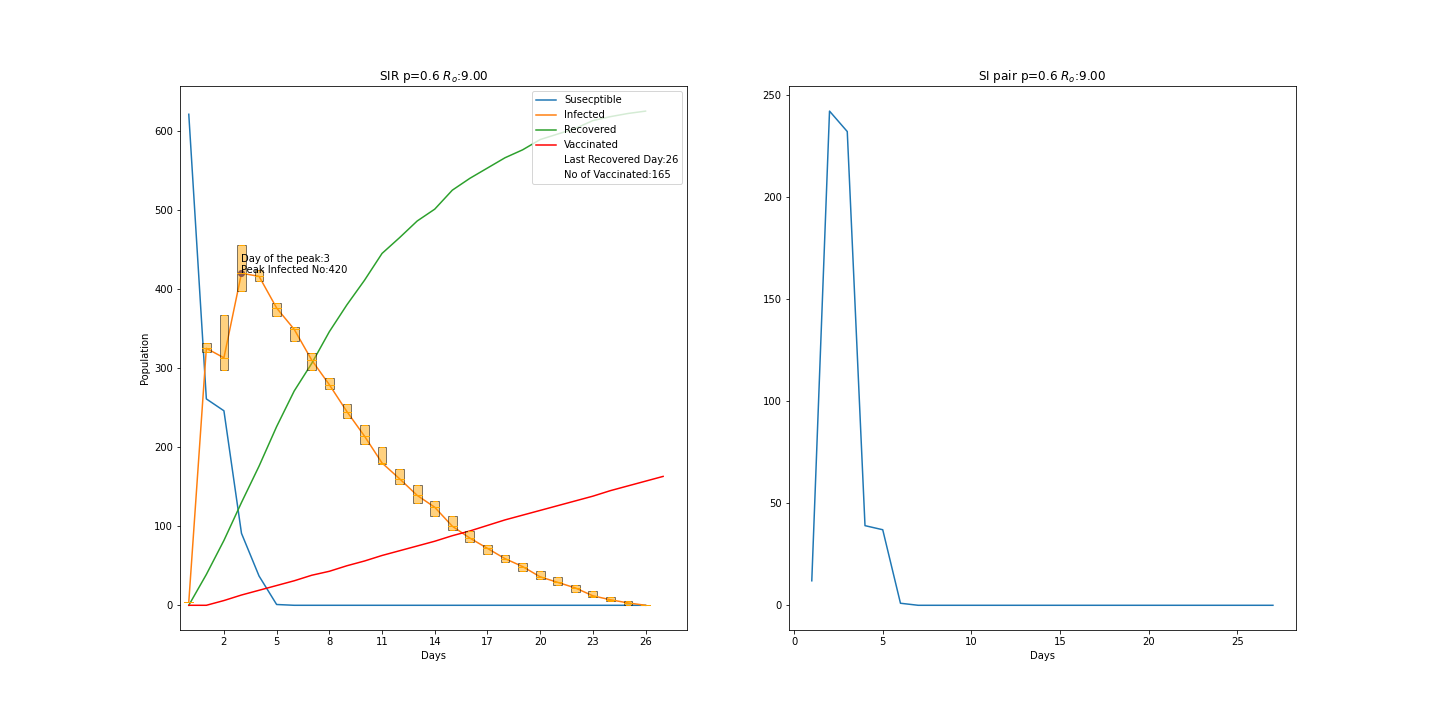 SIR p=0.6 Rₒ:9.00
Susecptible
Infected
Recovered
Vaccinated
Last Recovered Day:26
No of Vaccinated:165
Day of the peak:3
Peak Infected No:420
Population
600
500
400
300
200
100
0
2 5 8 11 14 17 20 23 26
Days
SI pair p=0.6 Rₒ:9.00
250
200
150
100
50
0
0 5 10 15 20 25
Days